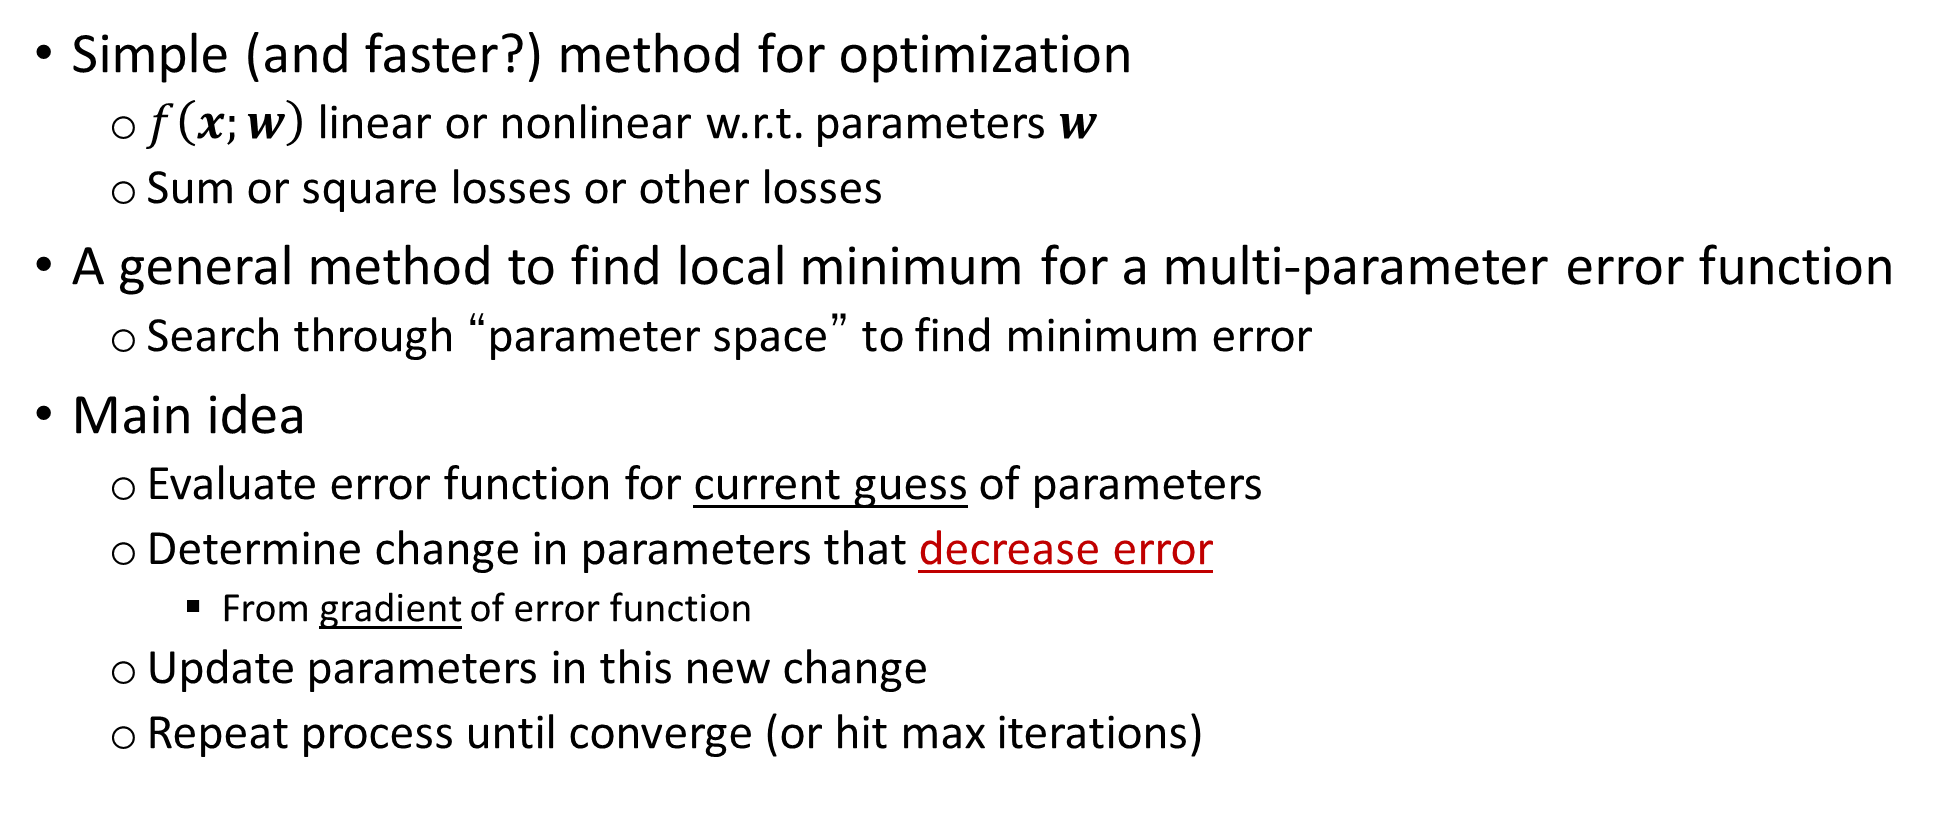 • Simple (and faster?) method for optimization
○ f(x; w) linear or nonlinear w.r.t. parameters w
○ Sum or square losses or other losses
• A general method to find local minimum for a multi-parameter error function
○ Search through “parameter space” to find minimum error
• Main idea
○ Evaluate error function for current guess of parameters
○ Determine change in parameters that decrease error
▪ From gradient of error function
○ Update parameters in this new change
○ Repeat process until converge (or hit max iterations)